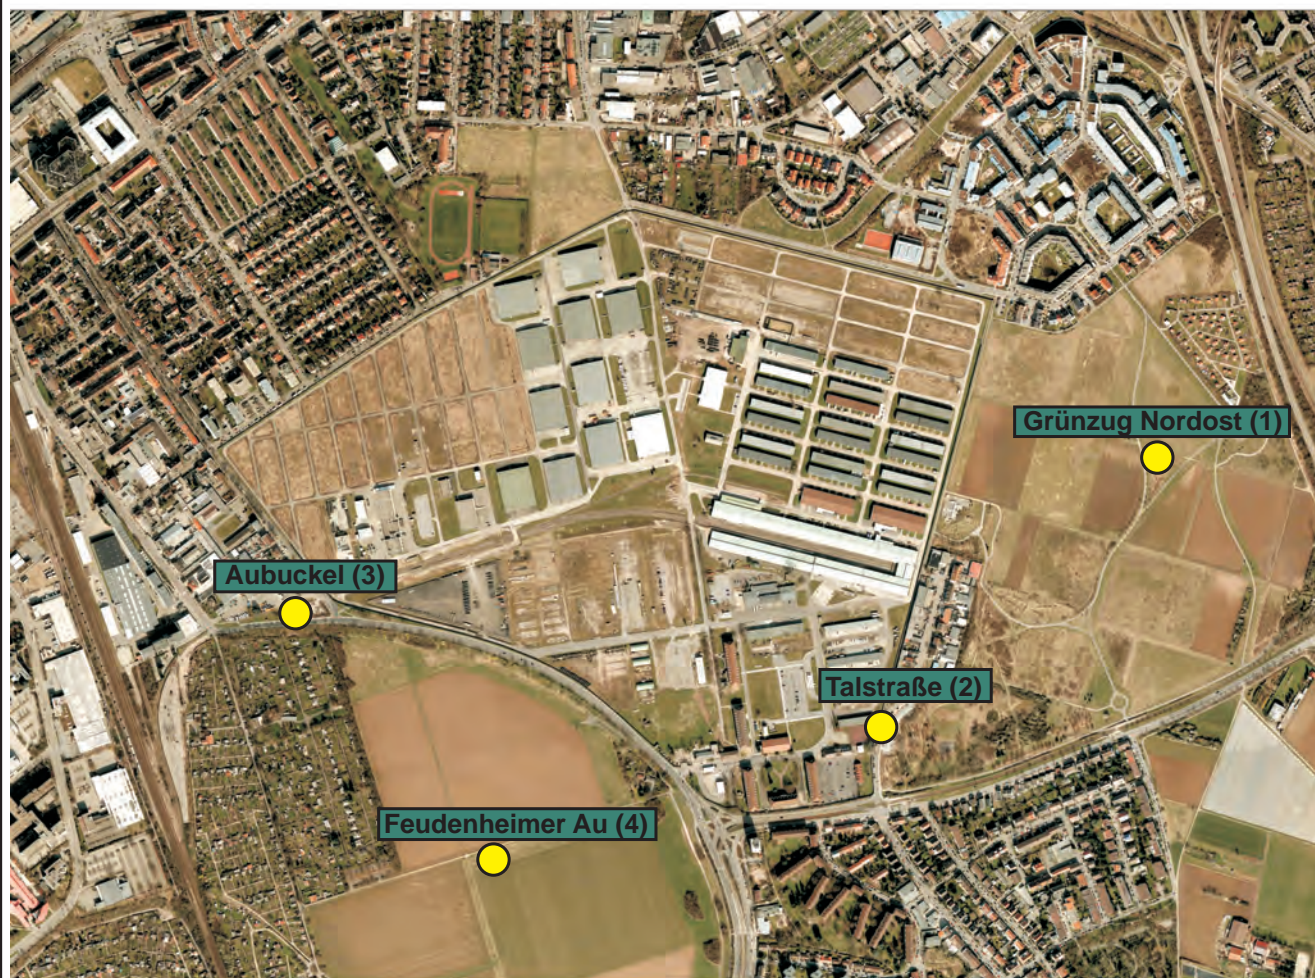 Grünzug Nordost (1)
Aubuckel (3)
Talstraße (2)
Feudenheimer Au (4)